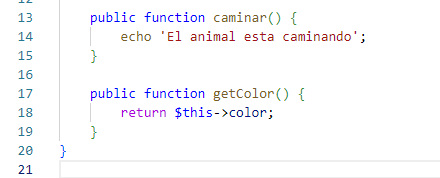 13 public function caminar() {
14 echo 'El animal esta caminando';
15 }
16
17 public function getColor() {
18 return $this->color;
19 }
20 }
21